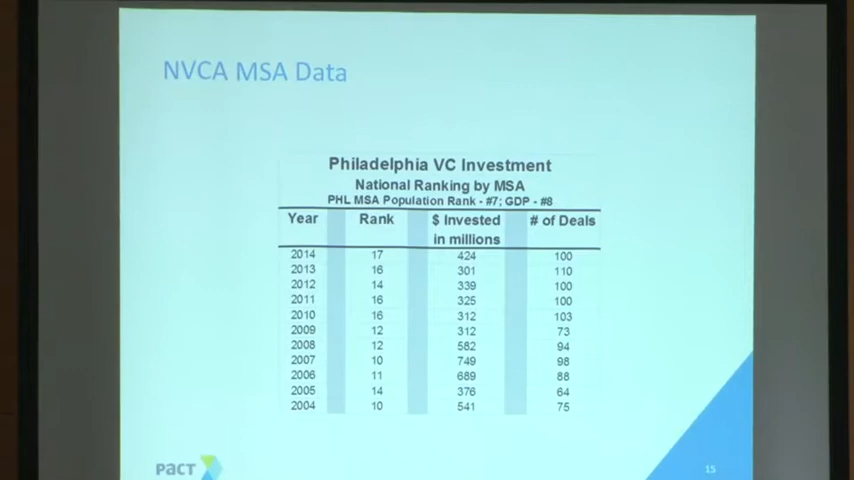 NVCA MSA Data
Philadelphia VC Investment
National Ranking by MSA
PHL MSA Population Rank - #7; GDP - #8
Year Rank $ Invested in millions # of Deals
2014 17 424 100
2013 16 301 110
2012 14 339 100
2011 16 325 100
2010 16 312 103
2009 12 312 73
2008 12 582 94
2007 10 749 98
2006 11 689 88
2005 14 376 64
2004 10 541 75
PACT
15